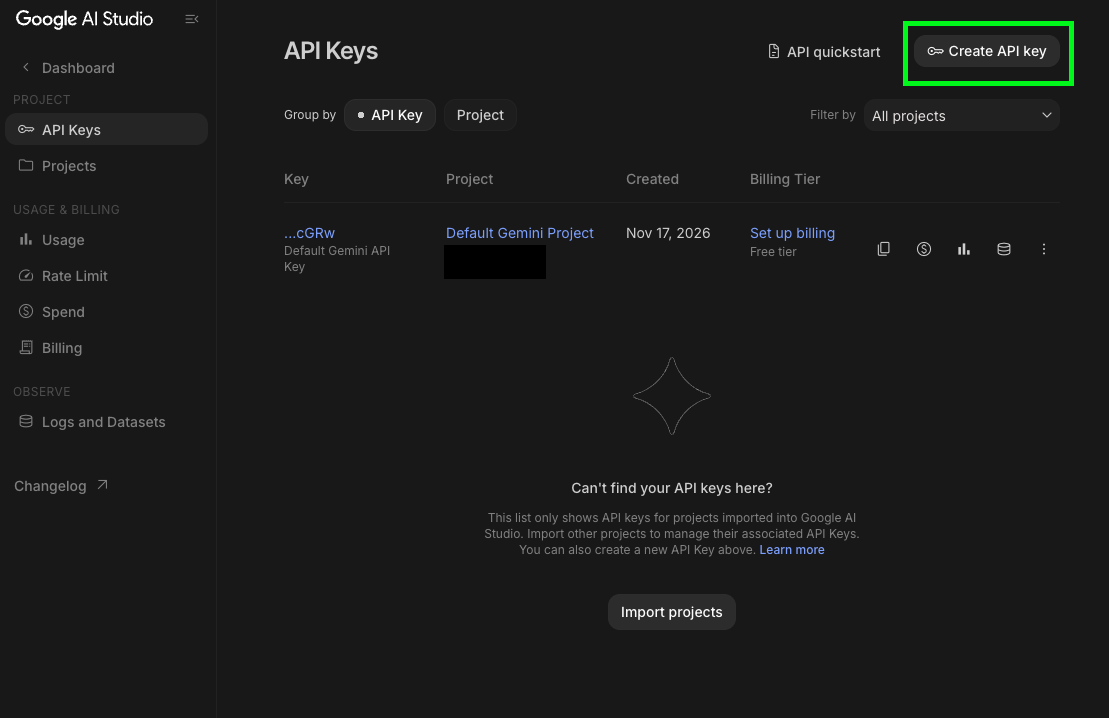 Google AI Studio
Dashboard
PROJECT
API Keys
Projects
USAGE & BILLING
Usage
Rate Limit
Spend
Billing
OBSERVE
Logs and Datasets
Changelog
API Keys
API quickstart
Create API key
Group by
API Key
Project
Filter by
All projects
Key
Project
Created
Billing Tier
...cGRw
Default Gemini API
Key
Default Gemini Project
Nov 17, 2026
Set up billing
Free tier
Can't find your API keys here?
This list only shows API keys for projects imported into Google AI
Studio. Import other projects to manage their associated API Keys.
You can also create a new API Key above. Learn more
Import projects